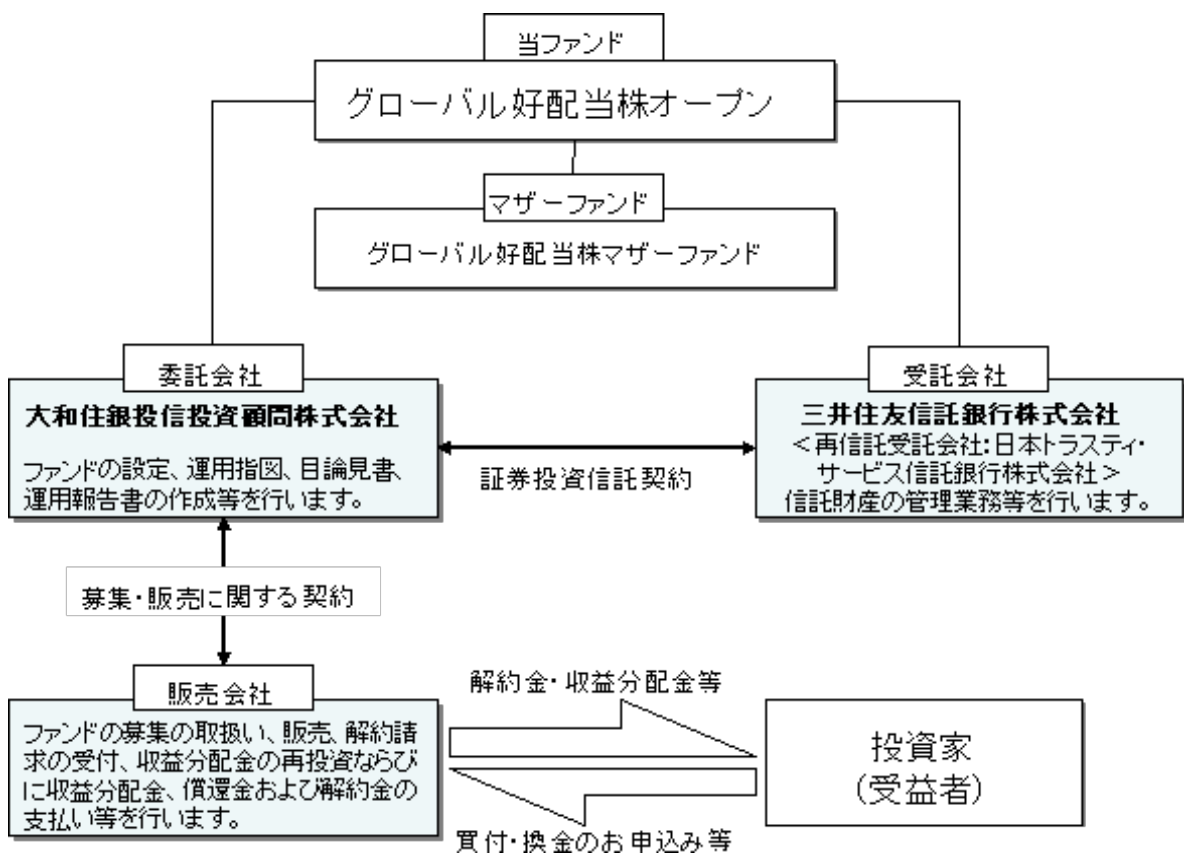 当ファンド
グローバル好配当株オープン
マザーファンド
グローバル好配当株マザーファンド
委託会社
大和住銀投信投資顧問株式会社
ファンドの設定、運用指図、目論見書、
運用報告書の作成等を行います。
証券投資信託契約
受託会社
三井住友信託銀行株式会社
＜再信託受託会社:日本トラスティ・
サービス信託銀行株式会社＞
信託財産の管理業務等を行います。
募集・販売に関する契約
販売会社
ファンドの募集の取扱い、販売、解約請
求の受付、収益分配金の再投資ならび
に収益分配金、償還金および解約金の
支払い等を行います。
解約金・収益分配金等
買付・換金のお申込み等
投資家
(受益者)